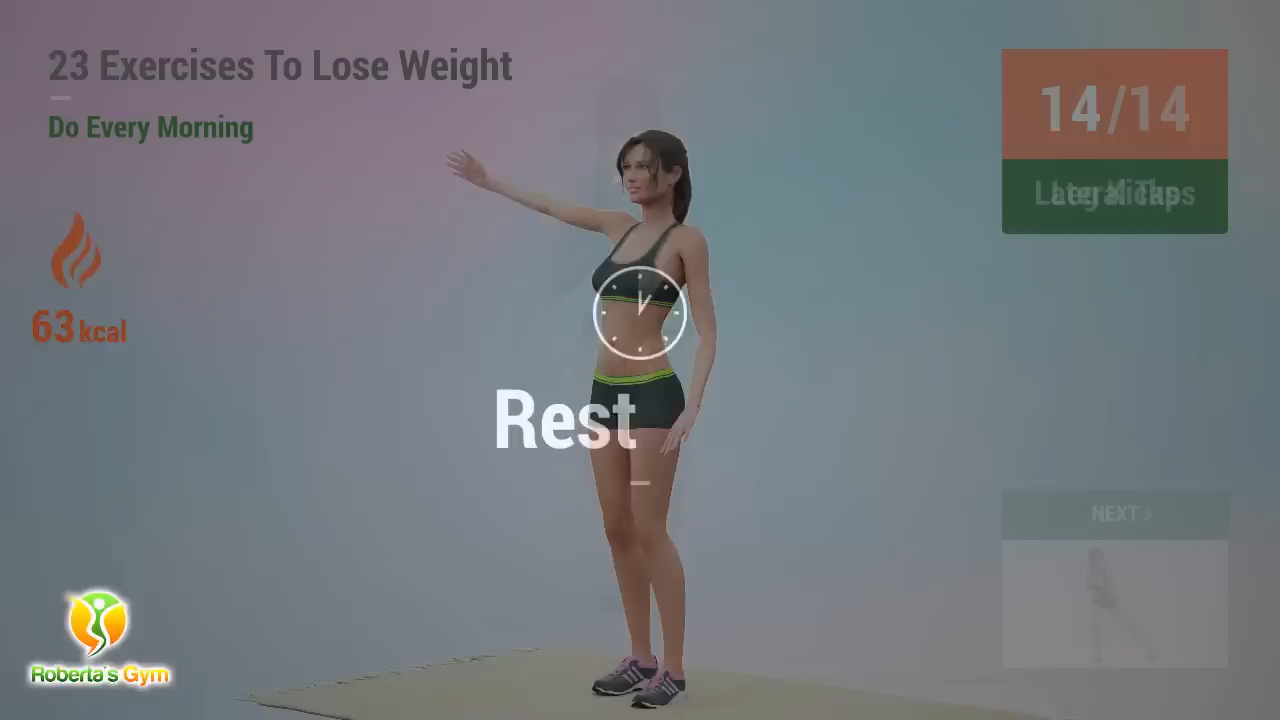 23 Exercises To Lose Weight
Do Every Morning
14/14
63 kcal
Rest
NEXT >
Roberta's Gym